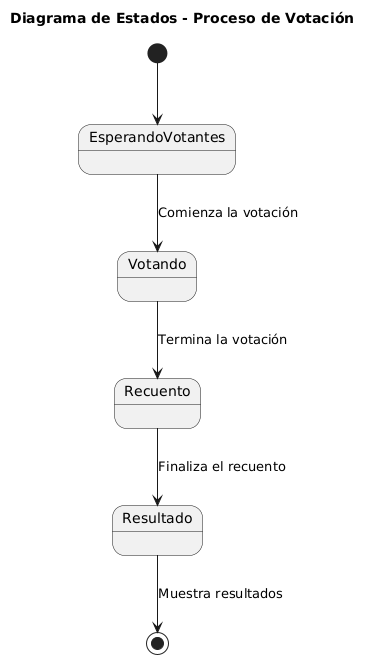 Diagrama de Estados - Proceso de Votación
EsperandoVotantes
Comienza la votación
Votando
Termina la votación
Recuento
Finaliza el recuento
Resultado
Muestra resultados